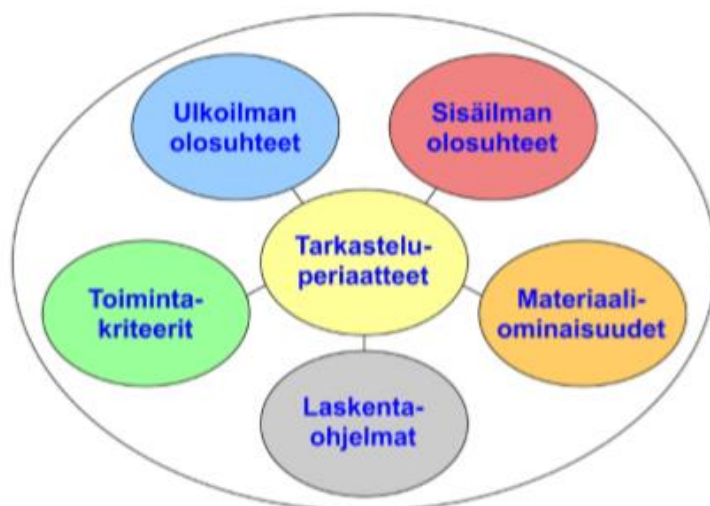 Ulkoilman
olosuhteet
Sisäilman
olosuhteet
Tarkastelu-
periaatteet
Toiminta-
kriteerit
Materiaali-
ominaisuudet
Laskenta-
ohjelmat